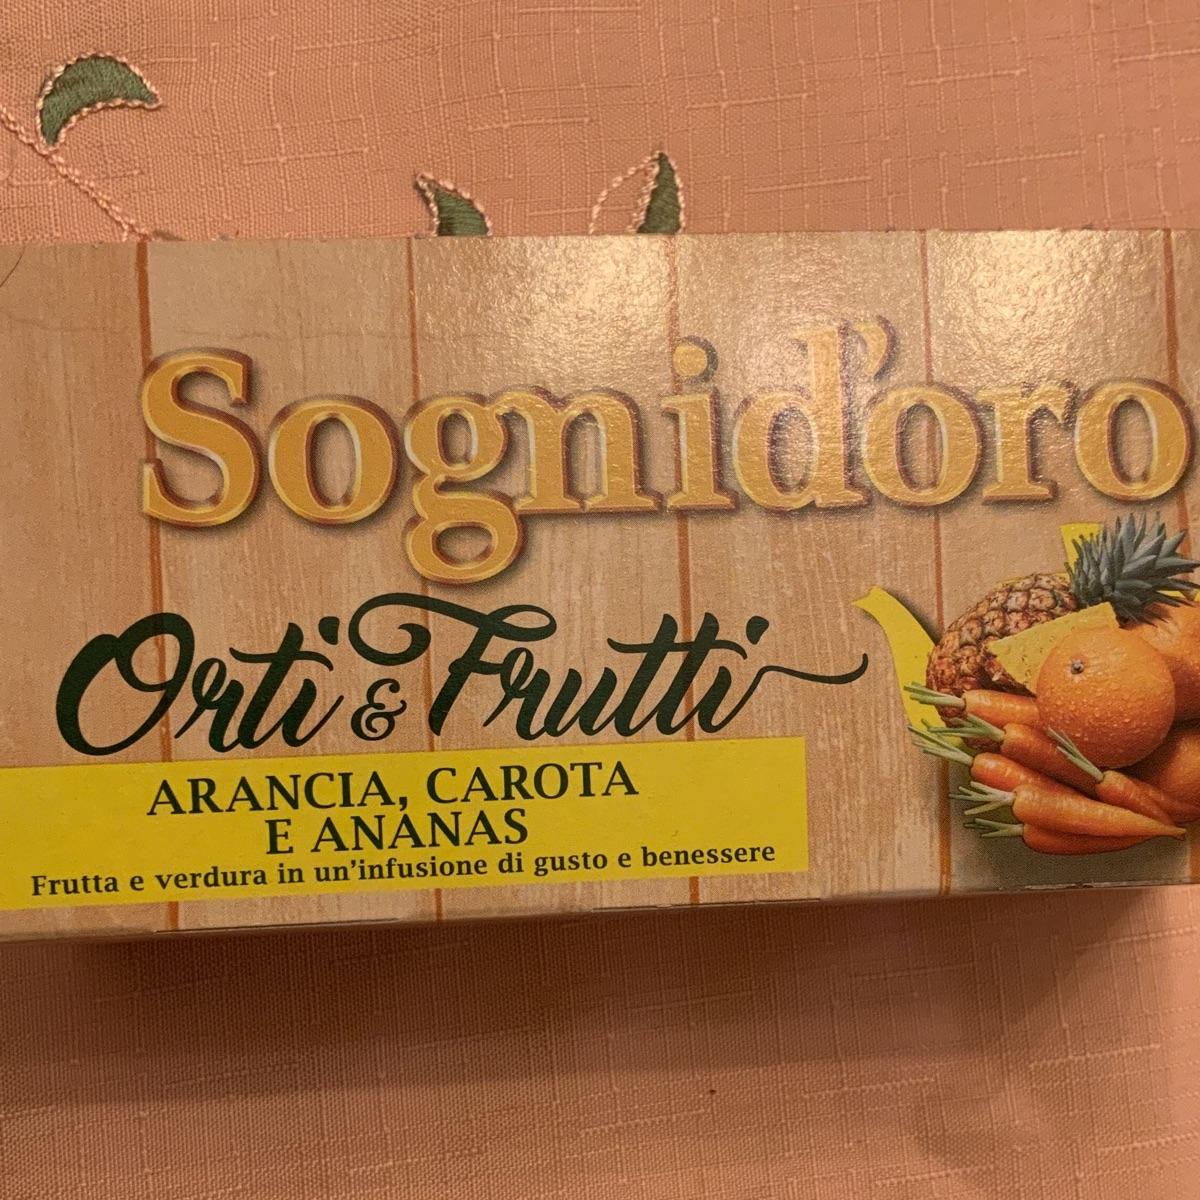 Sognid'oro
Orti & Frutti
ARANCIA, CAROTA
E ANANAS
Frutta e verdura in un'infusione di gusto e benessere